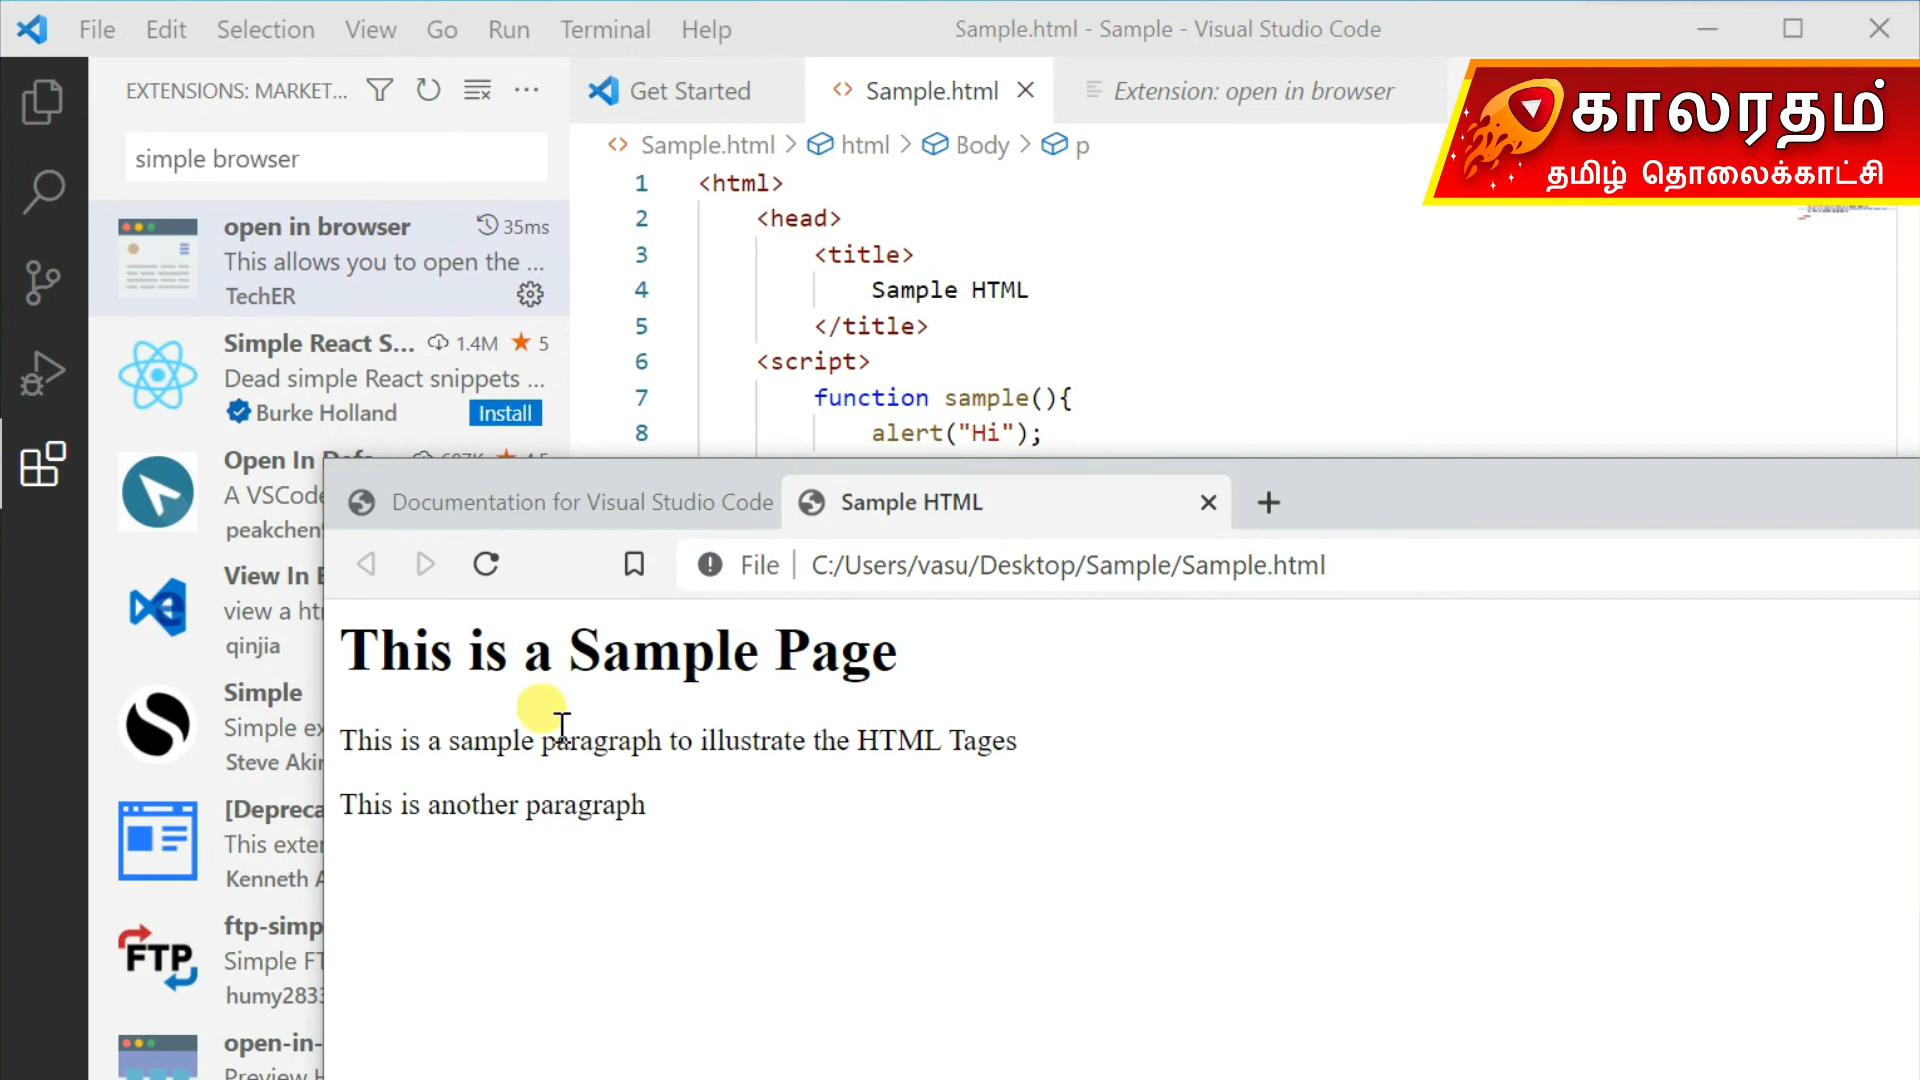 File Edit Selection View Go Run Terminal Help Sample.html - Sample - Visual Studio Code
EXTENSIONS: MARKET...
simple browser
open in browser 35ms
This allows you to open the ...
TechER
Simple React S... 1.4M 5
Dead simple React snippets ...
Burke Holland Install
Open In
A VSCode
peakchen
View In
view a
qinjia
Simple
Simple
Steve
[Depreca
This
Kenneth
ftp-simp
Simple
humy283
open-in-
Preview
FTP
Get Started Sample.html Extension: open in browser
Sample.html > html > Body > p
1 <html>
2 <head>
3 <title>
4 Sample HTML
5 </title>
6 <script>
7 function sample(){
8 alert("Hi");
காலரதம்
தமிழ் தொலைக்காட்சி
Documentation for Visual Studio Code Sample HTML
File C:/Users/vasu/Desktop/Sample/Sample.html
This is a Sample Page
This is a sample paragraph to illustrate the HTML Tages
This is another paragraph